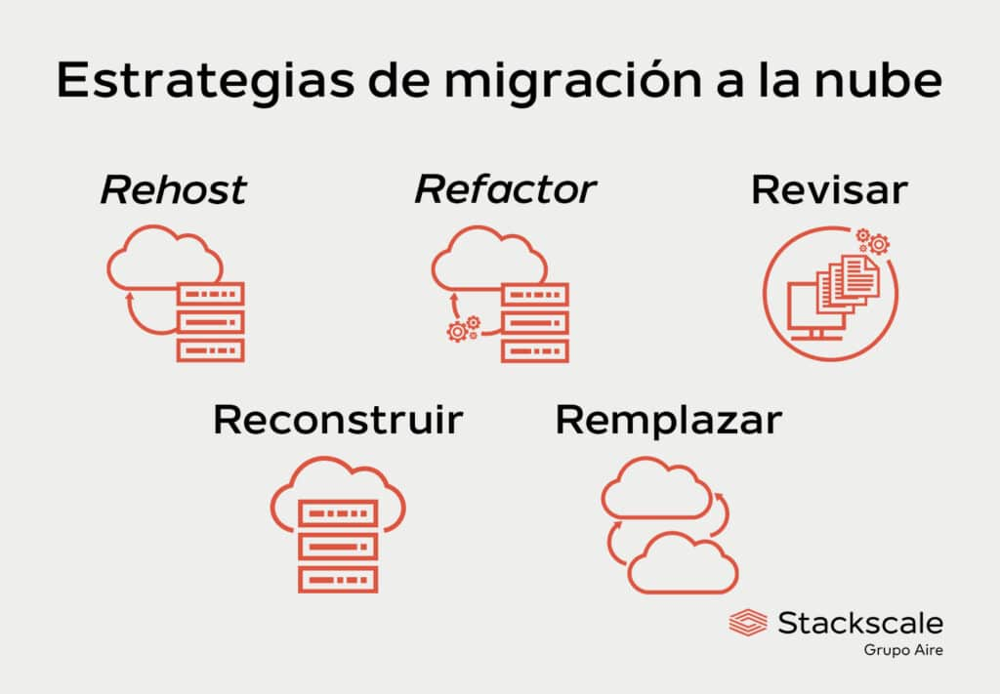 Estrategias de migración a la nube
Rehost
Refactor
Revisar
Reconstruir
Remplazar
Stackscale
Grupo Aire